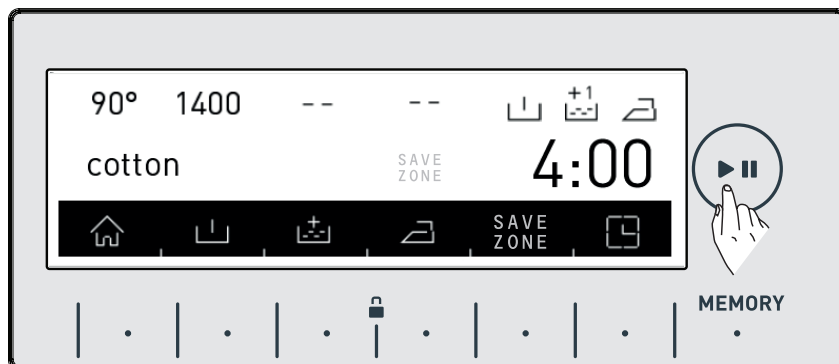 90° 1400 -- -- +1
cotton SAVE ZONE 4:00
SAVE ZONE
MEMORY